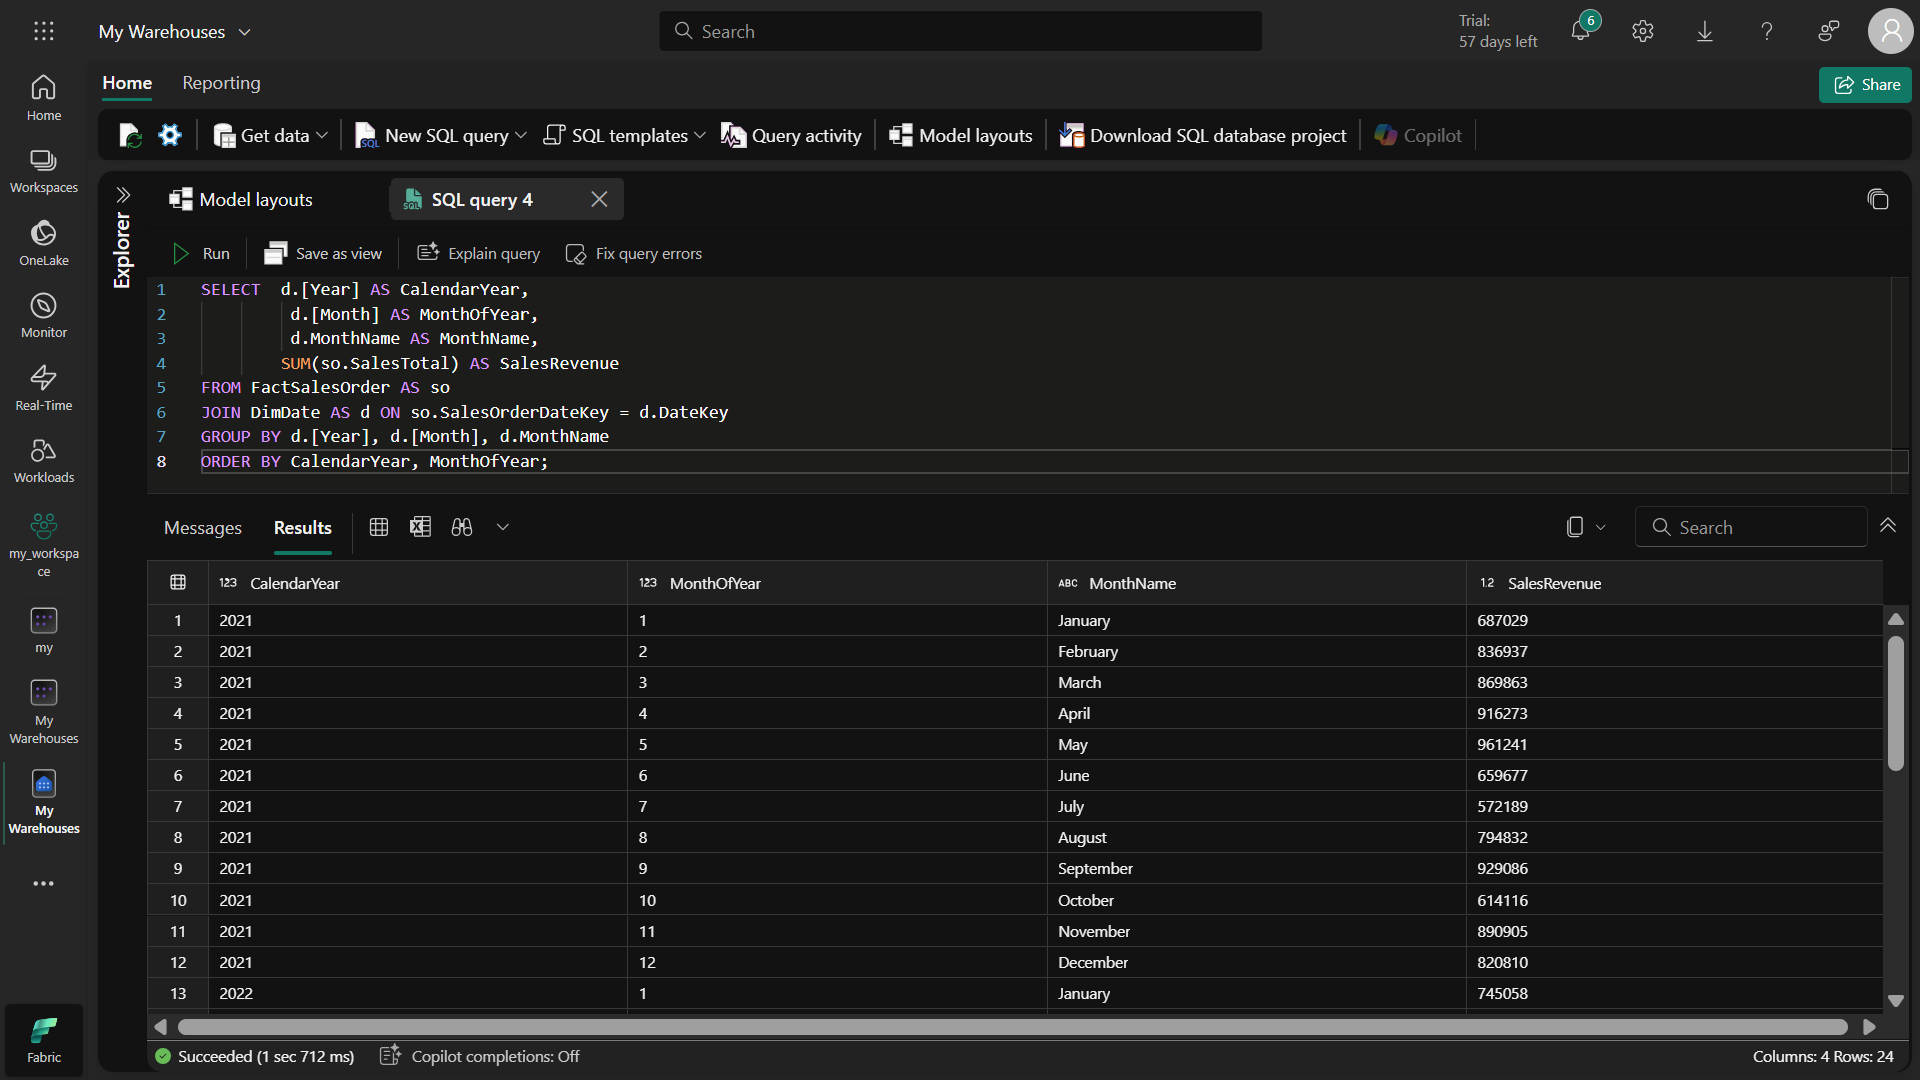 My Warehouses
Search
Trial:
57 days left
6
Home
Reporting
Share
Get data
New SQL query
SQL templates
Query activity
Model layouts
Download SQL database project
Copilot
Home
Workspaces
OneLake
Monitor
Real-Time
Workloads
my_workspa
ce
my
My
Warehouses
My
Warehouses
Fabric
Explorer
Model layouts
SQL query 4
Run
Save as view
Explain query
Fix query errors
1 SELECT d.[Year] AS CalendarYear,
2 d.[Month] AS MonthOfYear,
3 d.MonthName AS MonthName,
4 SUM(so.SalesTotal) AS SalesRevenue
5 FROM FactSalesOrder AS so
6 JOIN DimDate AS d ON so.SalesOrderDateKey = d.DateKey
7 GROUP BY d.[Year], d.[Month], d.MonthName
8 ORDER BY CalendarYear, MonthOfYear;
Messages
Results
Search
123 CalendarYear 123 MonthOfYear ABC MonthName 1.2 SalesRevenue
1 2021 1 January 687029
2 2021 2 February 836937
3 2021 3 March 869863
4 2021 4 April 916273
5 2021 5 May 961241
6 2021 6 June 659677
7 2021 7 July 572189
8 2021 8 August 794832
9 2021 9 September 929086
10 2021 10 October 614116
11 2021 11 November 890905
12 2021 12 December 820810
13 2022 1 January 745058
Succeeded (1 sec 712 ms)
Copilot completions: Off
Columns: 4 Rows: 24